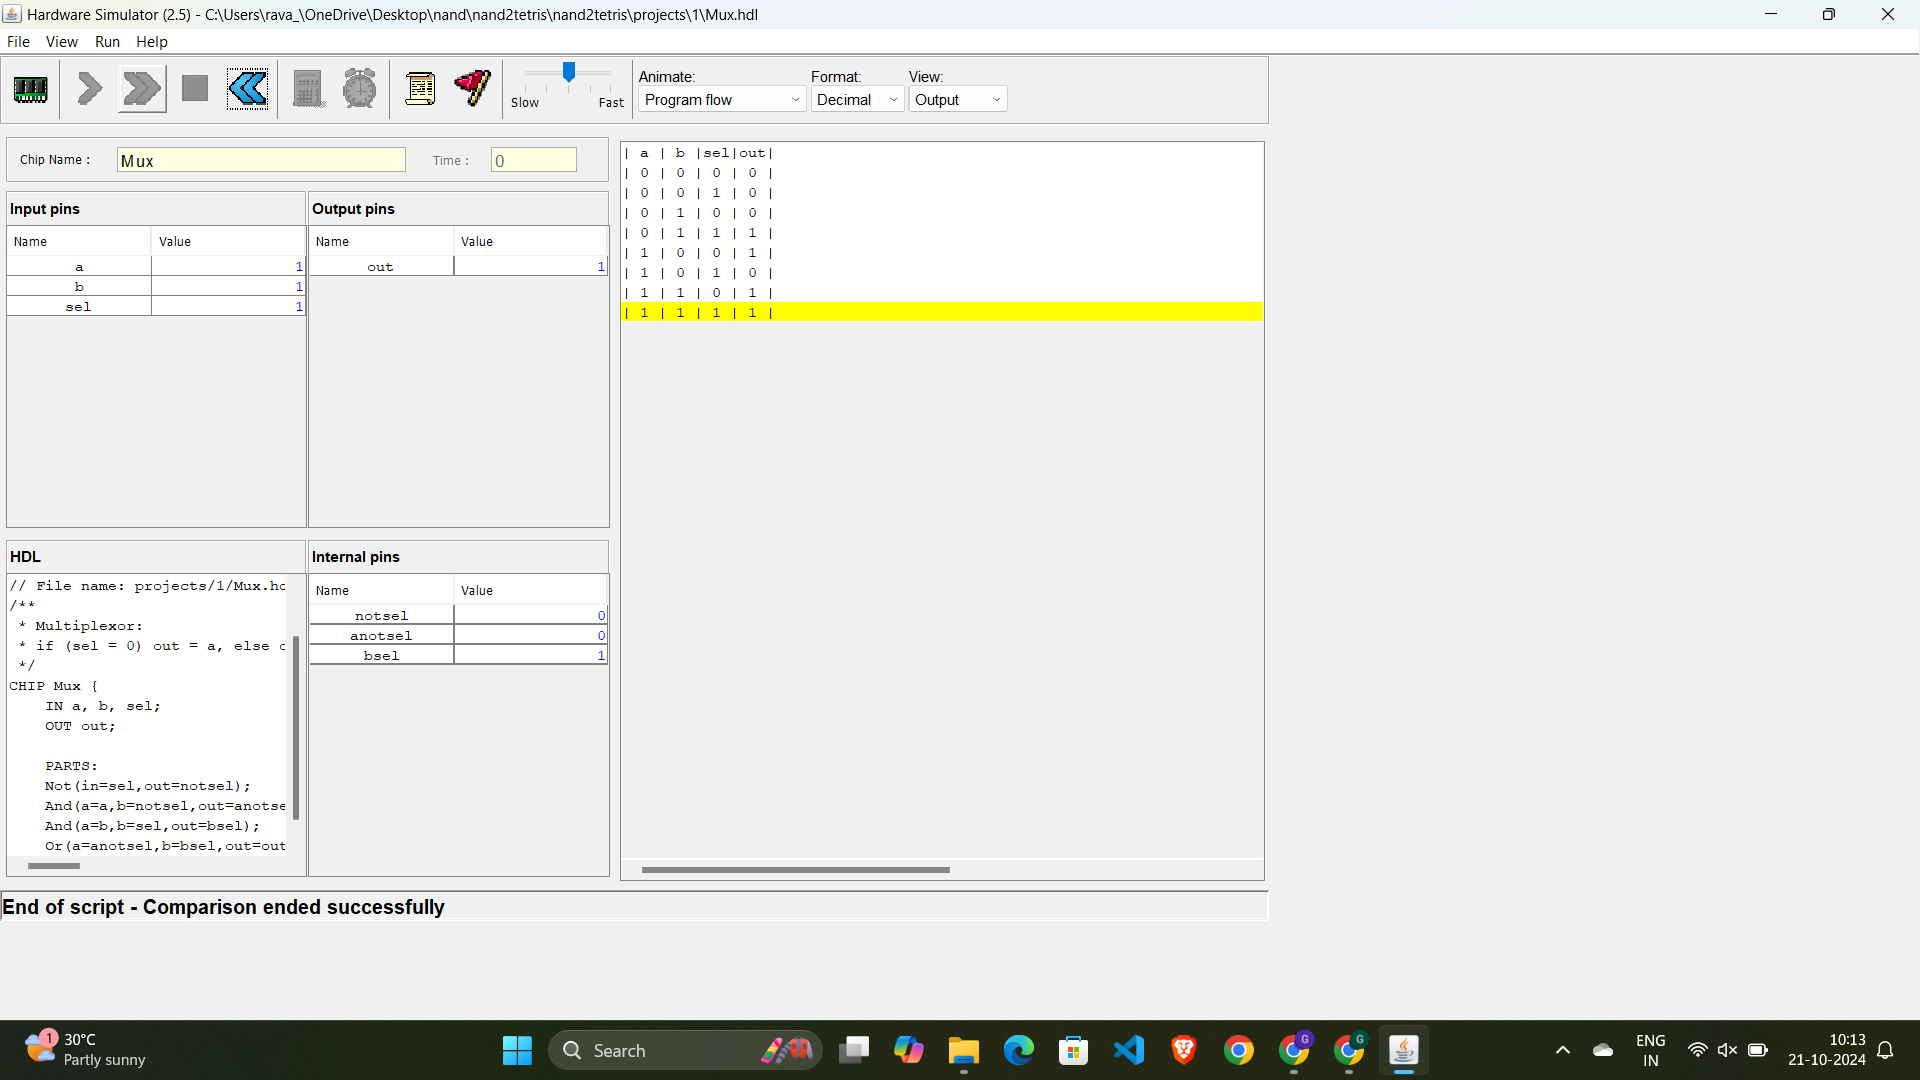 Hardware Simulator (2.5) - C:\Users\rava_\OneDrive\Desktop\nand\nand2tetris\nand2tetris\projects\1\Mux.hdl
File View Run Help
Animate: Format: View:
Slow Fast Program flow Decimal Output
Chip Name : Mux Time : 0
Input pins
Name Value
a 1
b 1
sel 1
Output pins
Name Value
out 1
| a | b |sel|out|
| 0 | 0 | 0 | 0 |
| 0 | 0 | 1 | 0 |
| 0 | 1 | 0 | 0 |
| 0 | 1 | 1 | 1 |
| 1 | 0 | 0 | 1 |
| 1 | 0 | 1 | 0 |
| 1 | 1 | 0 | 1 |
| 1 | 1 | 1 | 1 |
HDL
// File name: projects/1/Mux.hd
/**
* Multiplexor:
* if (sel = 0) out = a, else o
*/
CHIP Mux {
IN a, b, sel;
OUT out;
PARTS:
Not(in=sel,out=notsel);
And(a=a,b=notsel,out=anotse
And(a=b,b=sel,out=bsel);
Or(a=anotsel,b=bsel,out=out
Internal pins
Name Value
notsel 0
anotsel 0
bsel 1
End of script - Comparison ended successfully
1
30°C
Partly sunny
Search
G
G
ENG
IN
10:13
21-10-2024